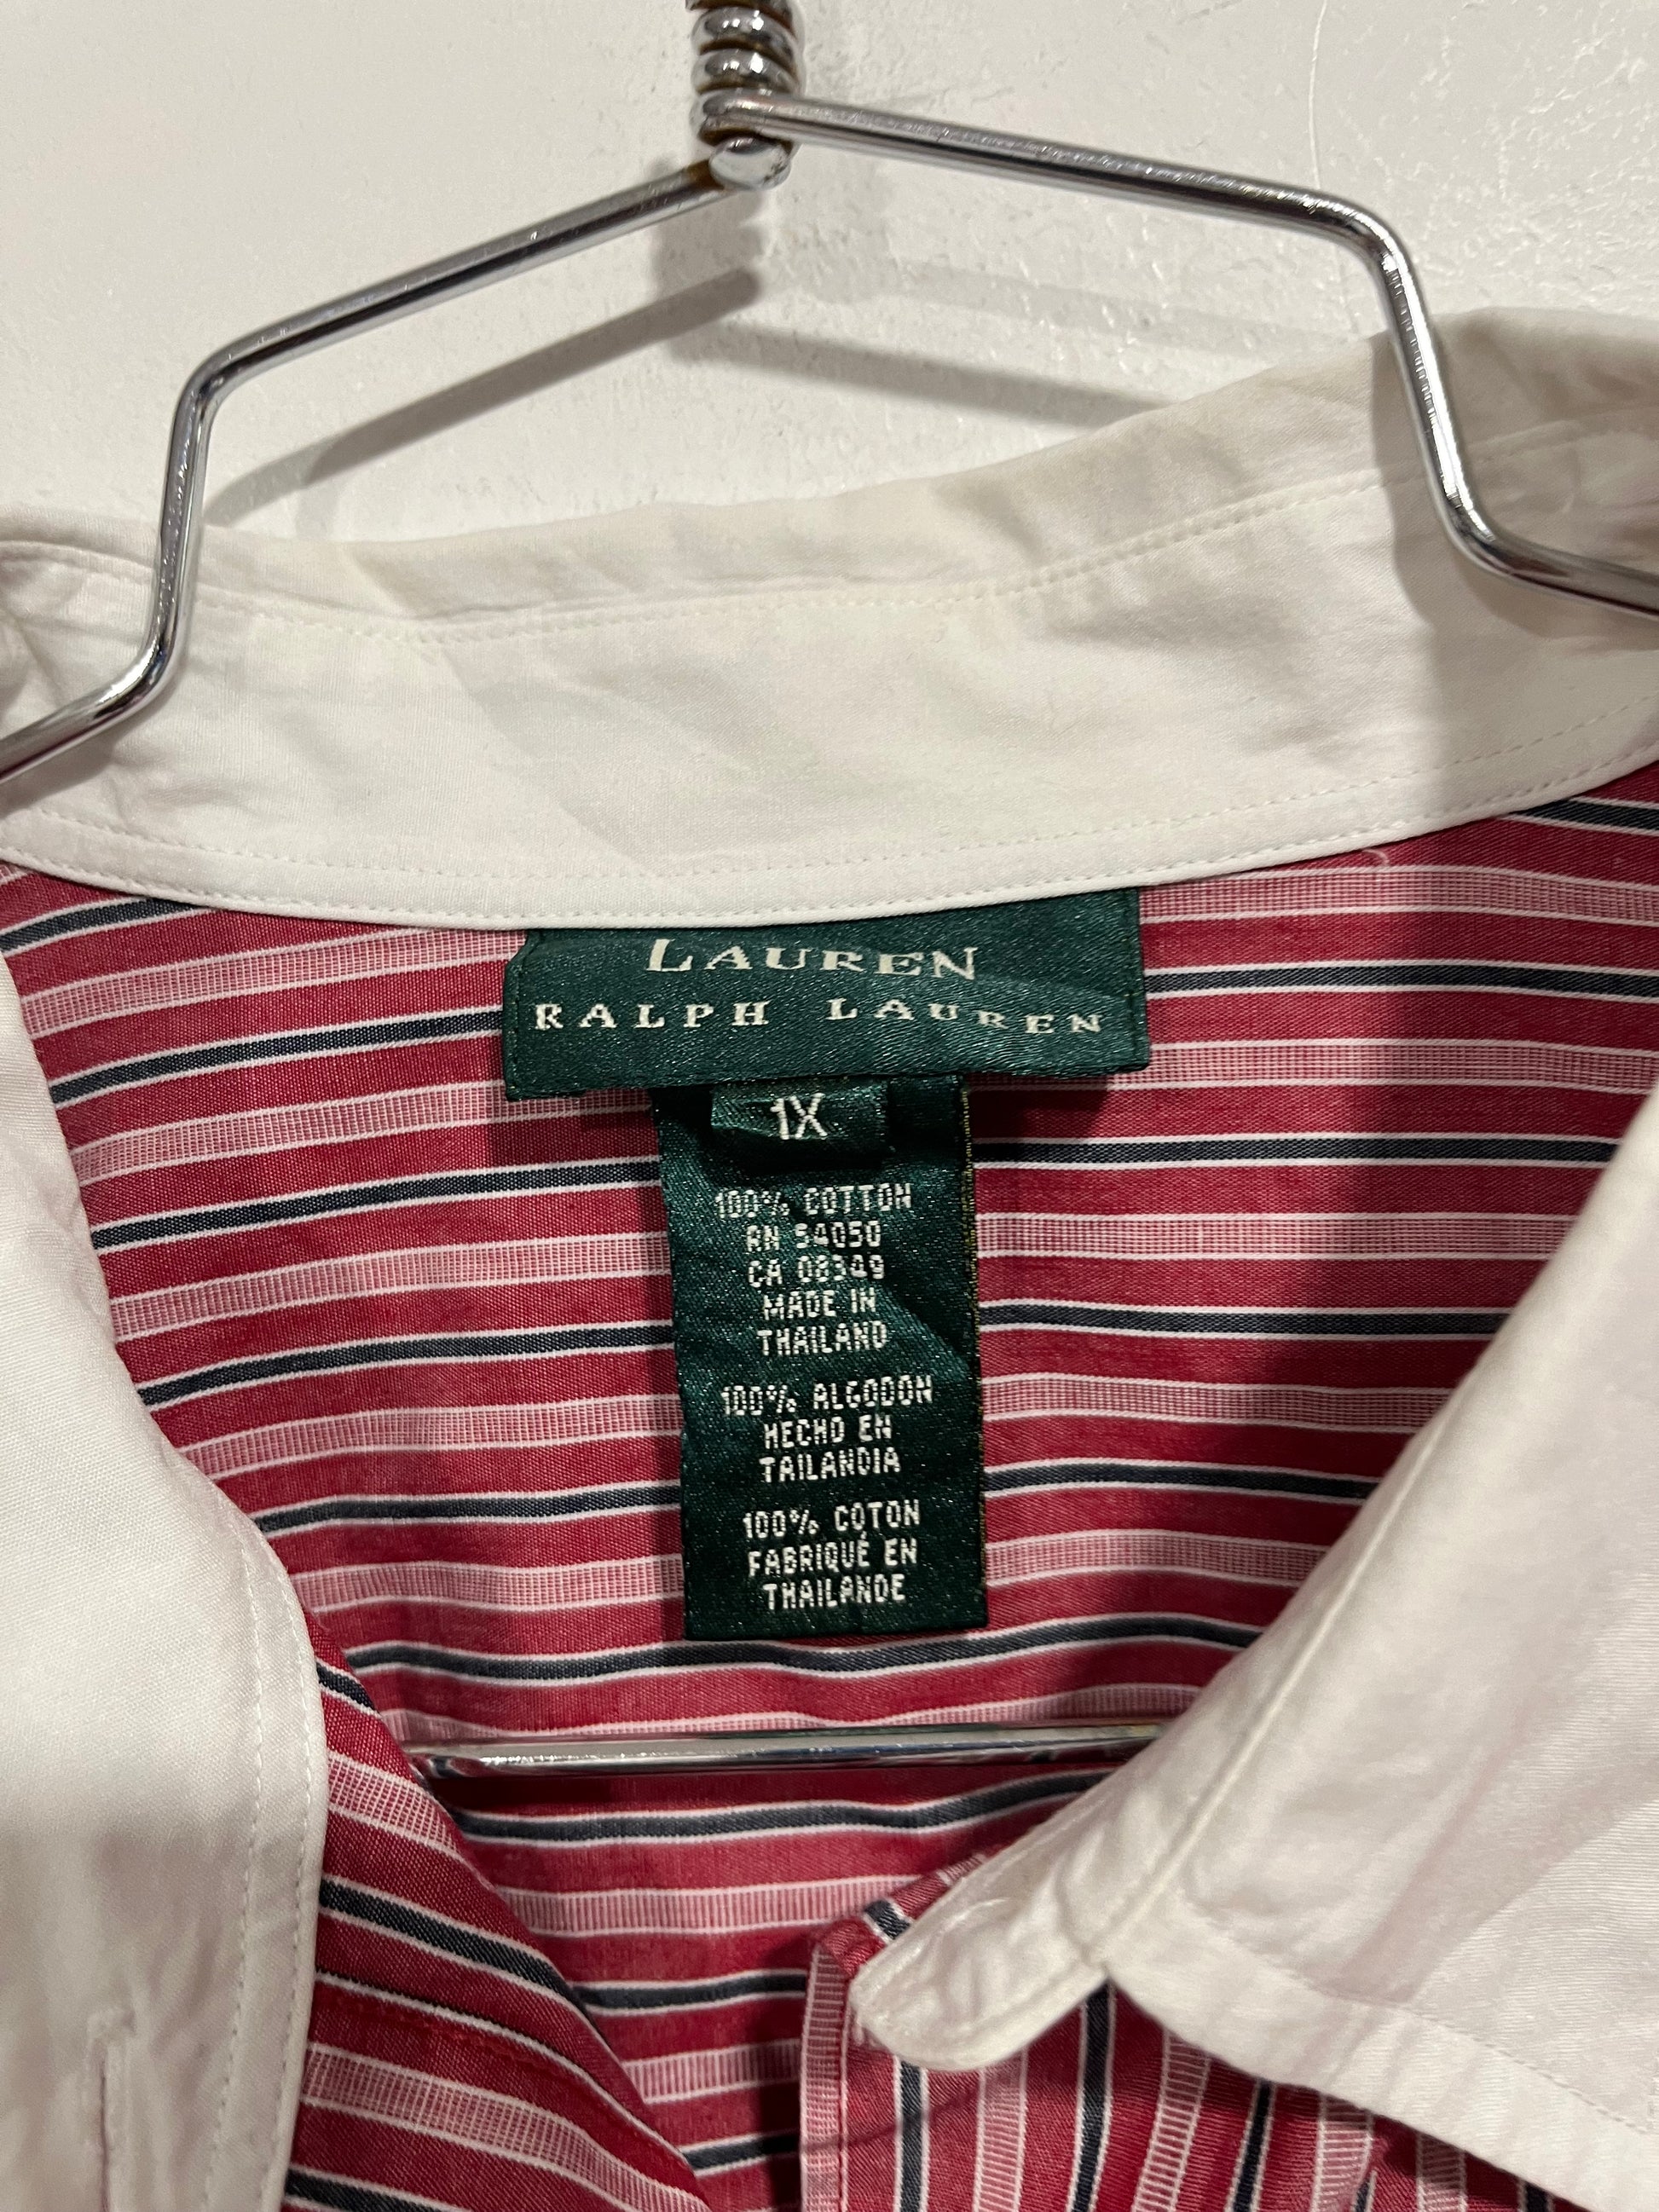 LAUREN
RALPH LAUREN
1X
100% COTTON
RN 54050
CA 08349
MADE IN
THAILAND
100% ALGODON
HECHO EN
TAILANDIA
100% COTON
FABRIQUÉ EN
THAILANDE